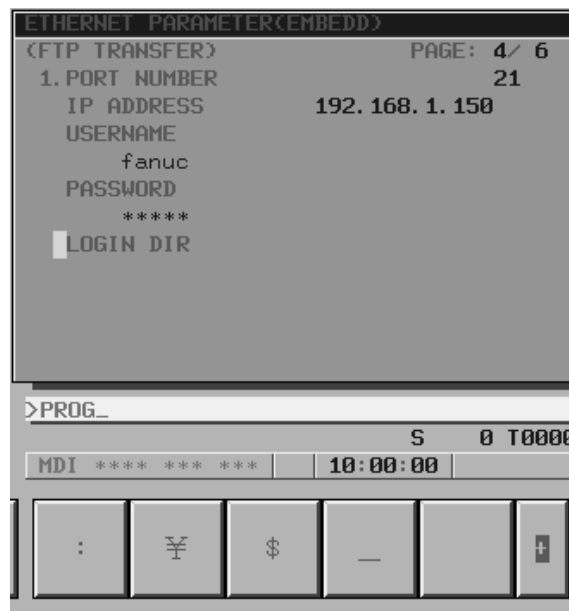 ETHERNET PARAMETER(EMBEDD)
(FTP TRANSFER) PAGE: 4/ 6
1. PORT NUMBER 21
IP ADDRESS 192. 168. 1. 150
USERNAME
fanuc
PASSWORD
*****
LOGIN DIR
>PROG_
S 0 T0000
MDI **** *** *** 10:00:00
: ¥ $ _ +